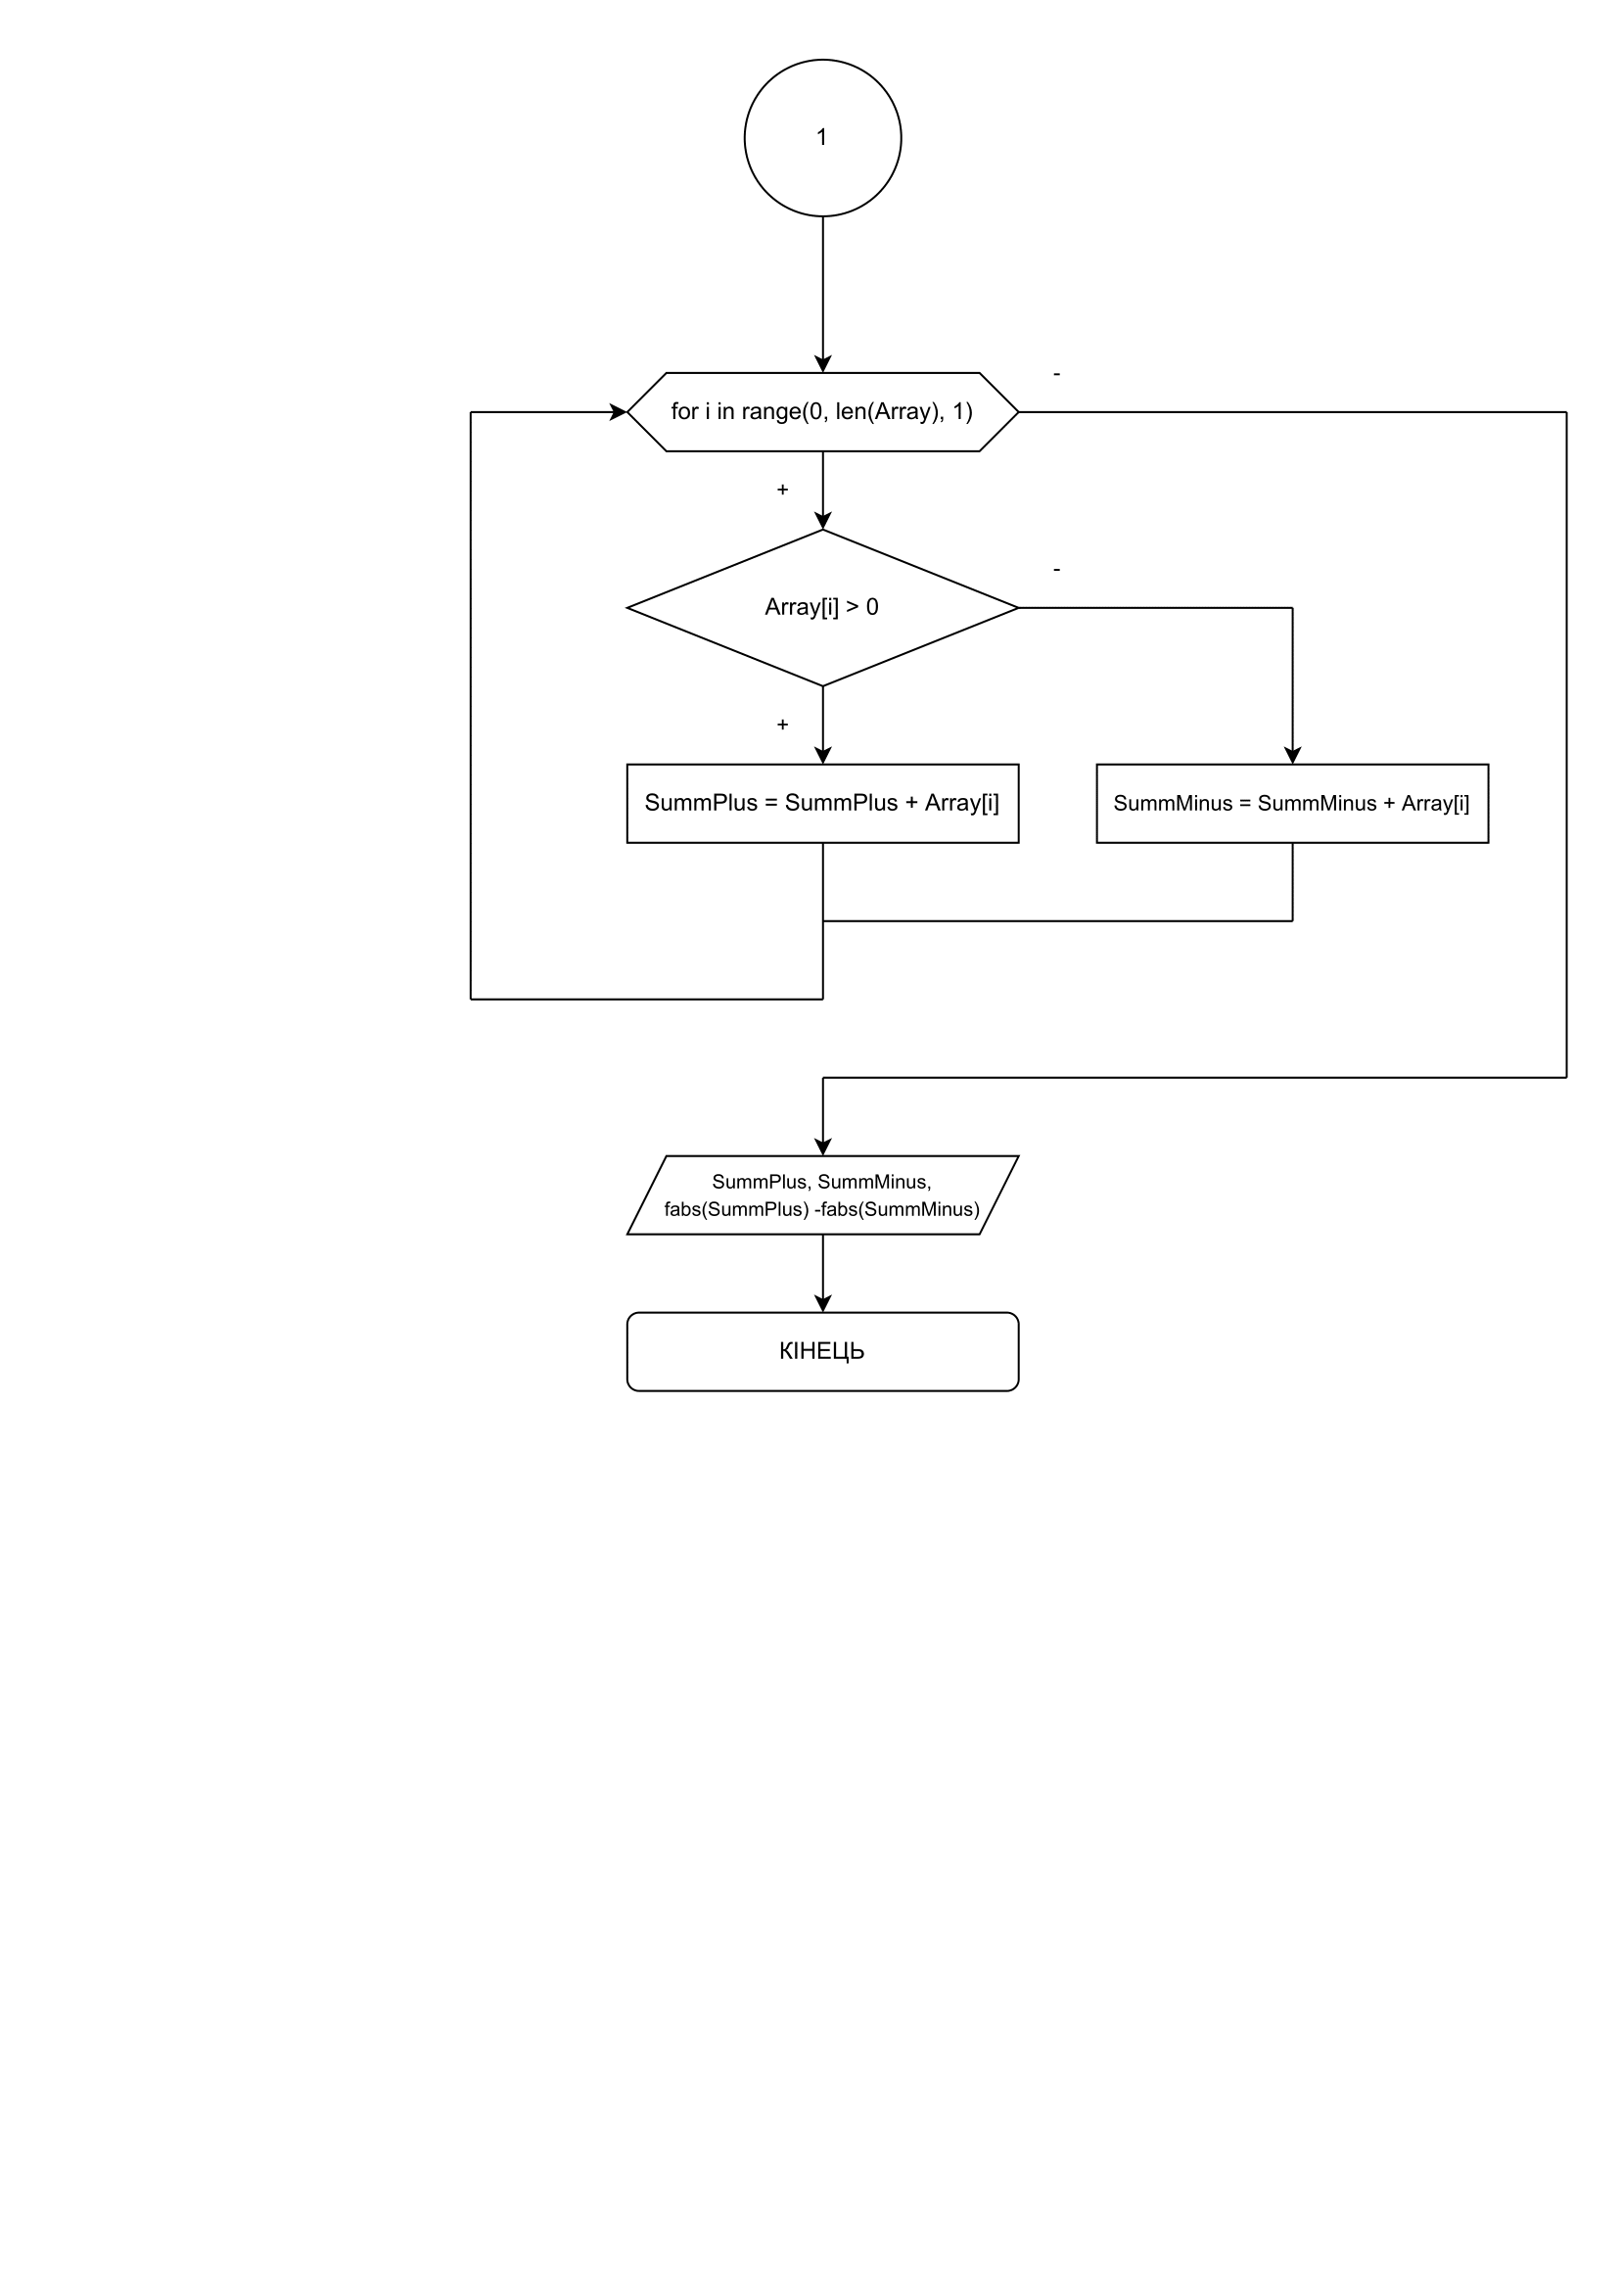 1
-
for i in range(0, len(Array), 1)
+
-
Array[i] > 0
+
SummPlus = SummPlus + Array[i]
SummMinus = SummMinus + Array[i]
SummPlus, SummMinus,
fabs(SummPlus) -fabs(SummMinus)
КІНЕЦЬ